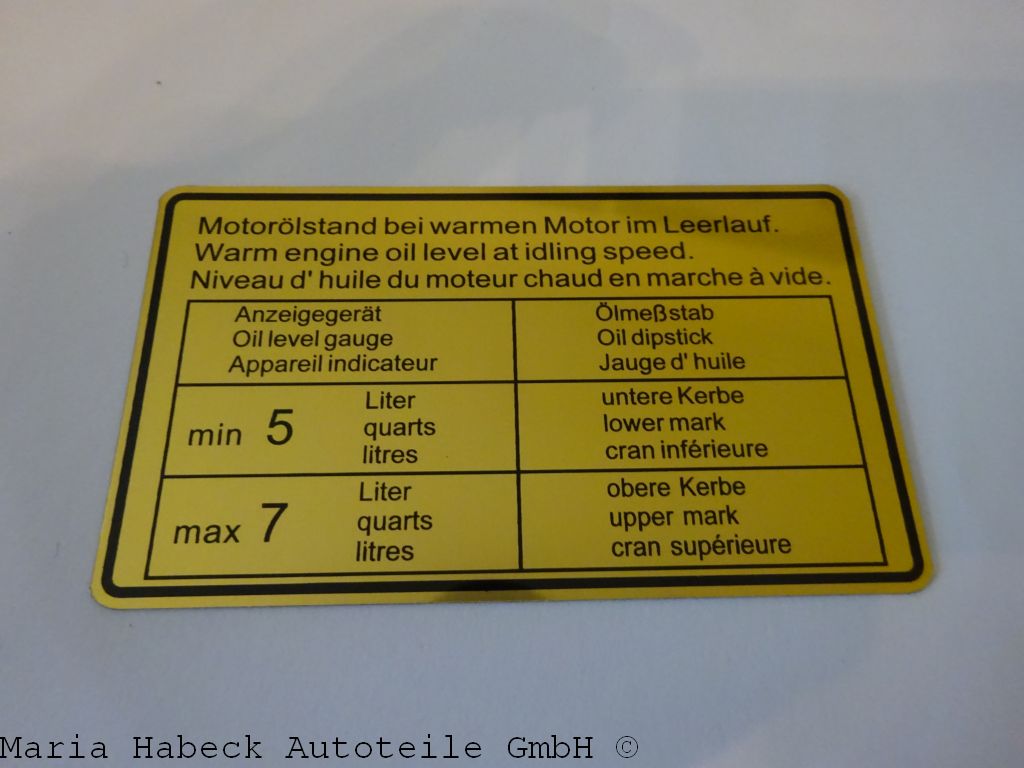 Motorölstand bei warmen Motor im Leerlauf.
Warm engine oil level at idling speed.
Niveau d' huile du moteur chaud en marche à vide.
Anzeigegerät
Oil level gauge
Appareil indicateur
Ölmeßstab
Oil dipstick
Jauge d' huile
min 5 Liter
quarts
litres
untere Kerbe
lower mark
cran inférieure
max 7 Liter
quarts
litres
obere Kerbe
upper mark
cran supérieure
Maria Habeck Autoteile GmbH ©